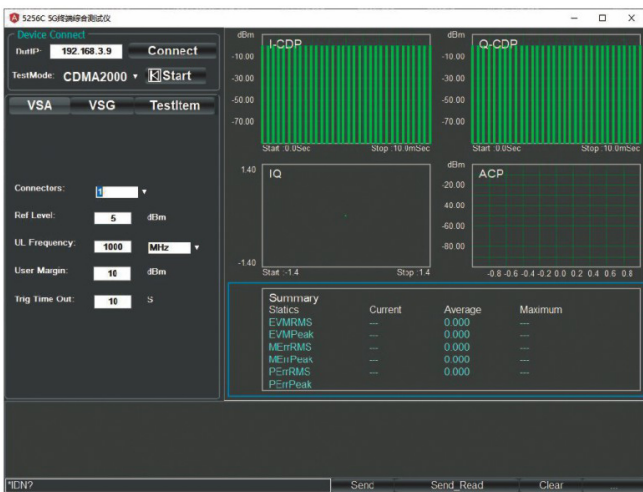 5256C 5G终端综合测试仪
Device Connect
DutIP: 192.168.3.9 Connect
TestMode: CDMA2000 Start
VSA VSG TestItem
Connectors: 1
Ref Level: 5 dBm
UL Frequency: 1000 MHz
User Margin: 10 dBm
Trig Time Out: 10 S
dBm
I-CDP
-10.00
-30.00
-50.00
-70.00
Start :0.0Sec Stop :10.0mSec
dBm
Q-CDP
-10.00
-30.00
-50.00
-70.00
Start :0.0Sec Stop :10.0mSec
1.40
IQ
-1.40
Start :-1.4 Stop :1.4
dBm
ACP
-20.00
-40.00
-60.00
-80.00
-0.8 -0.6 -0.4 -0.2 0.0 0.2 0.4 0.6 0.8
Summary
Statics Current Average Maximum
EVMRMS --- 0.000 ---
EVMPeak --- 0.000 ---
MErrRMS --- 0.000 ---
MErrPeak --- 0.000 ---
PErrRMS --- 0.000 ---
PErrPeak
*IDN? Send Send_Read Clear ...